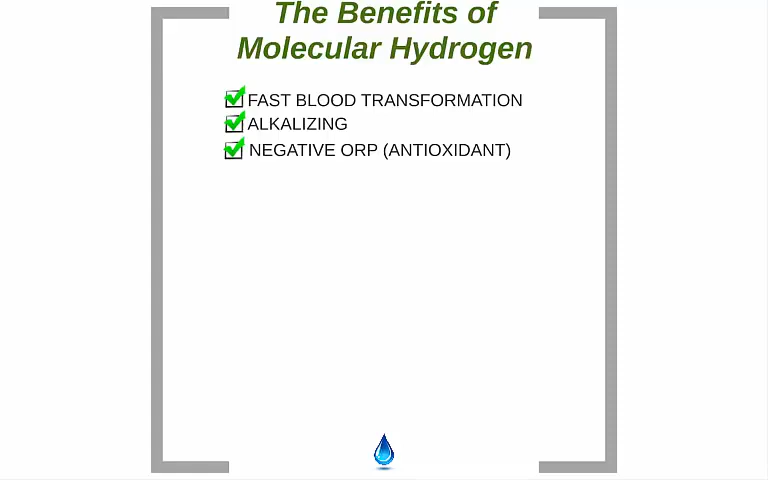 The Benefits of
Molecular Hydrogen
FAST BLOOD TRANSFORMATION
ALKALIZING
NEGATIVE ORP (ANTIOXIDANT)